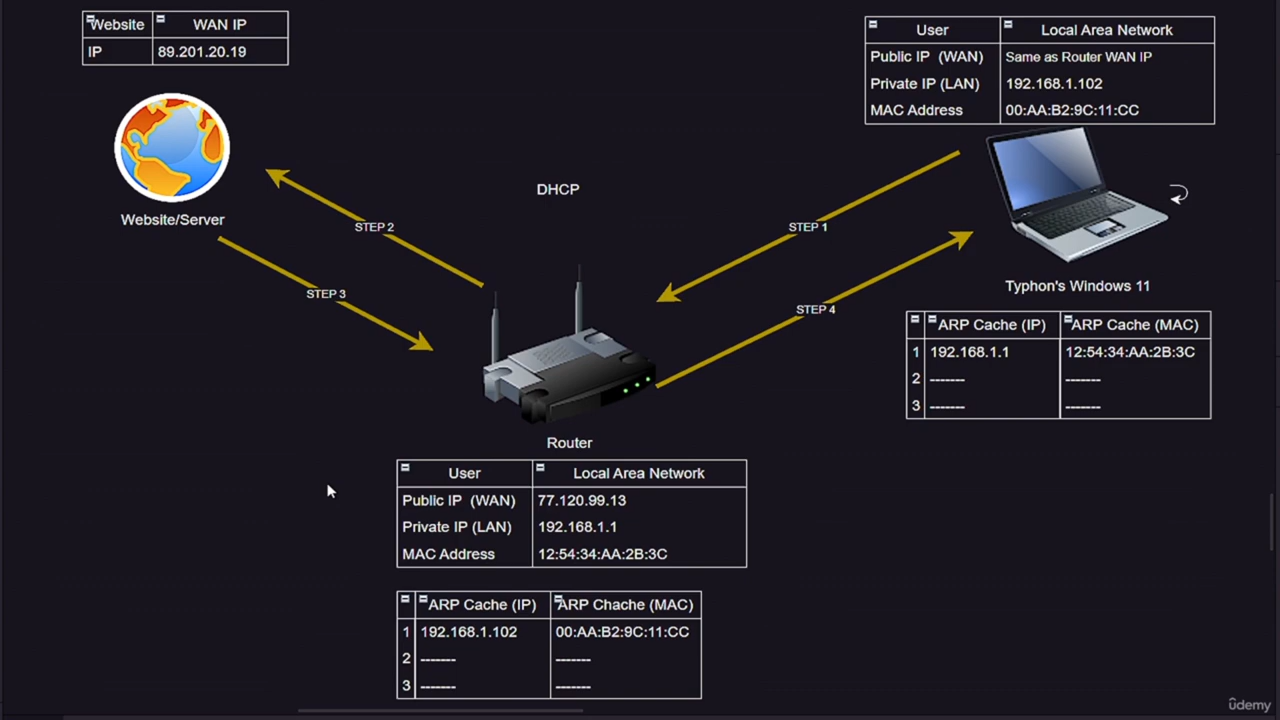 Website WAN IP
IP 89.201.20.19
Website/Server
User Local Area Network
Public IP (WAN) Same as Router WAN IP
Private IP (LAN) 192.168.1.102
MAC Address 00:AA:B2:9C:11:CC
DHCP
STEP 2
STEP 1
STEP 3
STEP 4
Typhon's Windows 11
ARP Cache (IP) ARP Cache (MAC)
1 192.168.1.1 12:54:34:AA:2B:3C
2 ------- -------
3 ------- -------
Router
User Local Area Network
Public IP (WAN) 77.120.99.13
Private IP (LAN) 192.168.1.1
MAC Address 12:54:34:AA:2B:3C
ARP Cache (IP) ARP Chache (MAC)
1 192.168.1.102 00:AA:B2:9C:11:CC
2 ------- -------
3 ------- -------
ûdemy